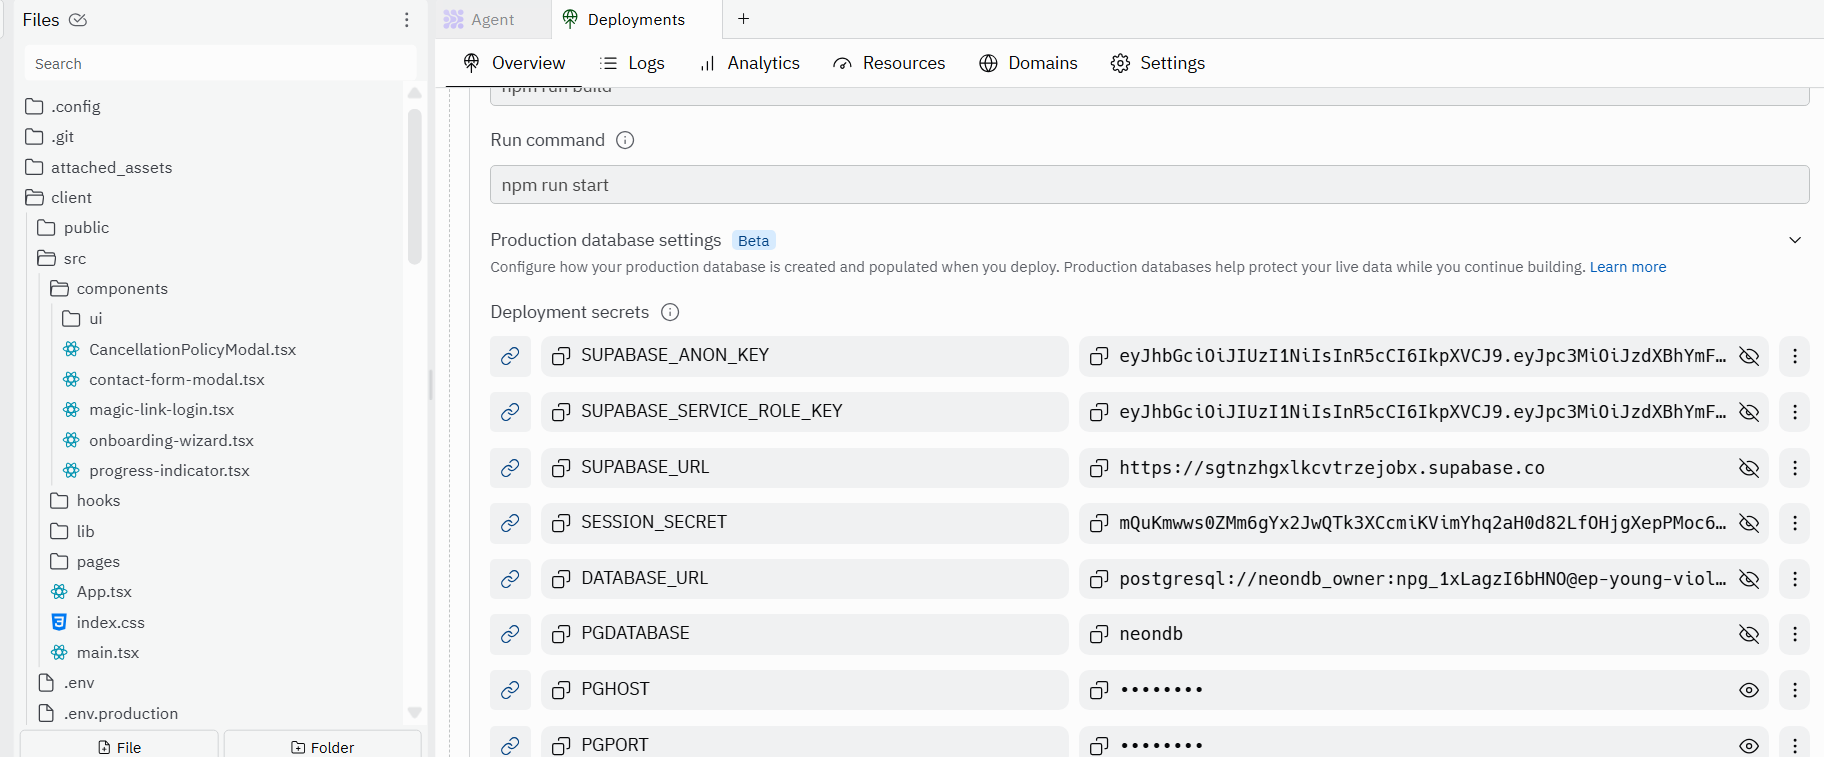 Files
Search
.config
.git
attached_assets
client
public
src
components
ui
CancellationPolicyModal.tsx
contact-form-modal.tsx
magic-link-login.tsx
onboarding-wizard.tsx
progress-indicator.tsx
hooks
lib
pages
App.tsx
index.css
main.tsx
.env
.env.production
File Folder
Agent Deployments
Overview Logs Analytics Resources Domains Settings
npm run build
Run command
npm run start
Production database settings Beta
Configure how your production database is created and populated when you deploy. Production databases help protect your live data while you continue building. Learn more
Deployment secrets
SUPABASE_ANON_KEY eyJhbGciOiJIUzI1NiIsInR5cCI6IkpXVCJ9.eyJpc3MiOiJzdXBhYmF…
SUPABASE_SERVICE_ROLE_KEY eyJhbGciOiJIUzI1NiIsInR5cCI6IkpXVCJ9.eyJpc3MiOiJzdXBhYmF…
SUPABASE_URL https://sgtnzhgxlkcvtrzejobx.supabase.co
SESSION_SECRET mQuKmwws0ZMm6gYx2JwQTk3XCcmiKVimYhq2aH0d82LfOHjgXepPMoc6…
DATABASE_URL postgresql://neondb_owner:npg_1xLagzI6bHNO@ep-young-viol…
PGDATABASE neondb
PGHOST ••••••••
PGPORT ••••••••